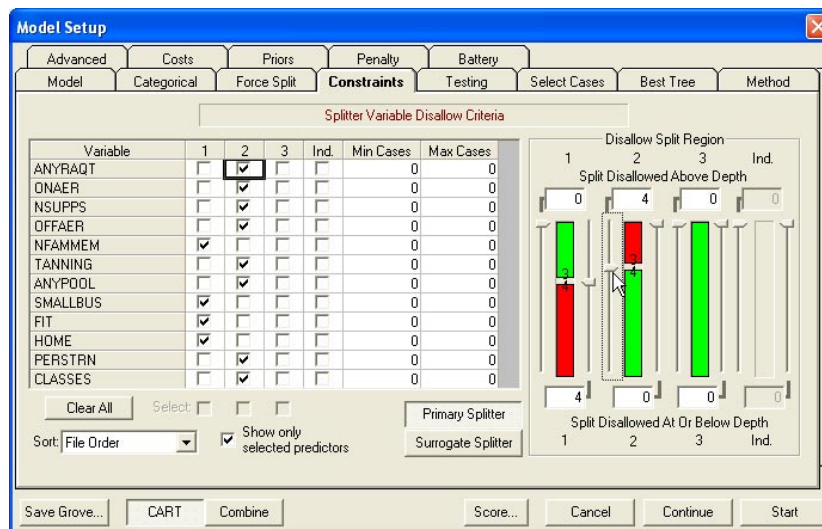 Model Setup
Advanced Costs Priors Penalty Battery
Model Categorical Force Split Constraints Testing Select Cases Best Tree Method
Splitter Variable Disallow Criteria
Variable 1 2 3 Ind. Min Cases Max Cases
ANYRAQT 0 0
ONAER 0 0
NSUPPS 0 0
OFFAER 0 0
NFAMMEM 0 0
TANNING 0 0
ANYPOOL 0 0
SMALLBUS 0 0
FIT 0 0
HOME 0 0
PERSTRN 0 0
CLASSES 0 0
Clear All Select:
Sort: File Order
Show only
selected predictors
Primary Splitter
Surrogate Splitter
Disallow Split Region
1 2 3 Ind.
Split Disallowed Above Depth
0 4 0 0
3 3
4 4
4 0 0 0
Split Disallowed At Or Below Depth
1 2 3 Ind.
Save Grove... CART Combine Score... Cancel Continue Start